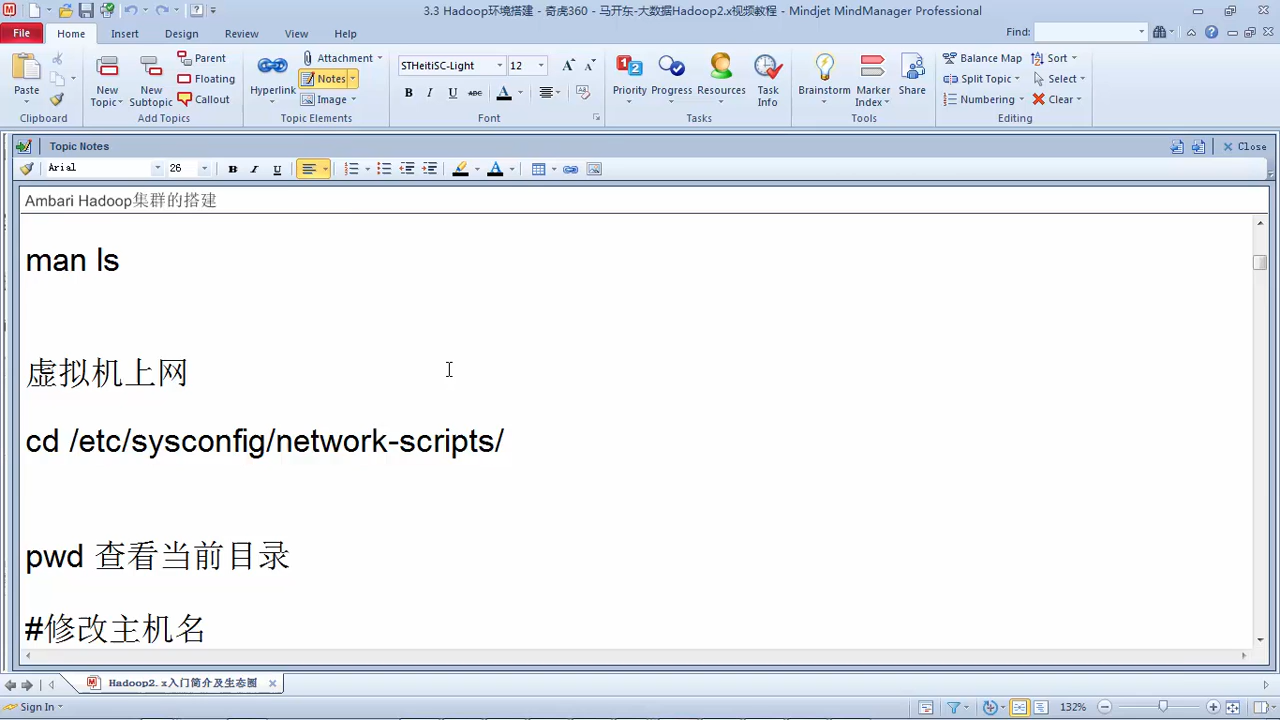 3.3 Hadoop环境搭建 - 奇虎360 - 马开东-大数据Hadoop2.x视频教程 - Mindjet MindManager Professional
File
Home
Insert
Design
Review
View
Help
Find:
Paste
Clipboard
New Topic
New Subtopic
Parent
Floating
Callout
Add Topics
Hyperlink
Attachment
Notes
Image
Topic Elements
STHeitiSC-Light
12
B I U ABC A
Font
Priority
Progress
Resources
Task Info
Tasks
Brainstorm
Marker Index
Share
Tools
Balance Map
Split Topic
Numbering
Sort
Select
Clear
Editing
Topic Notes
Close
Arial
26
B I U
Ambari Hadoop集群的搭建
man ls
虚拟机上网
cd /etc/sysconfig/network-scripts/
pwd 查看当前目录
#修改主机名
Hadoop2.x入门简介及生态圈
Sign In
132%